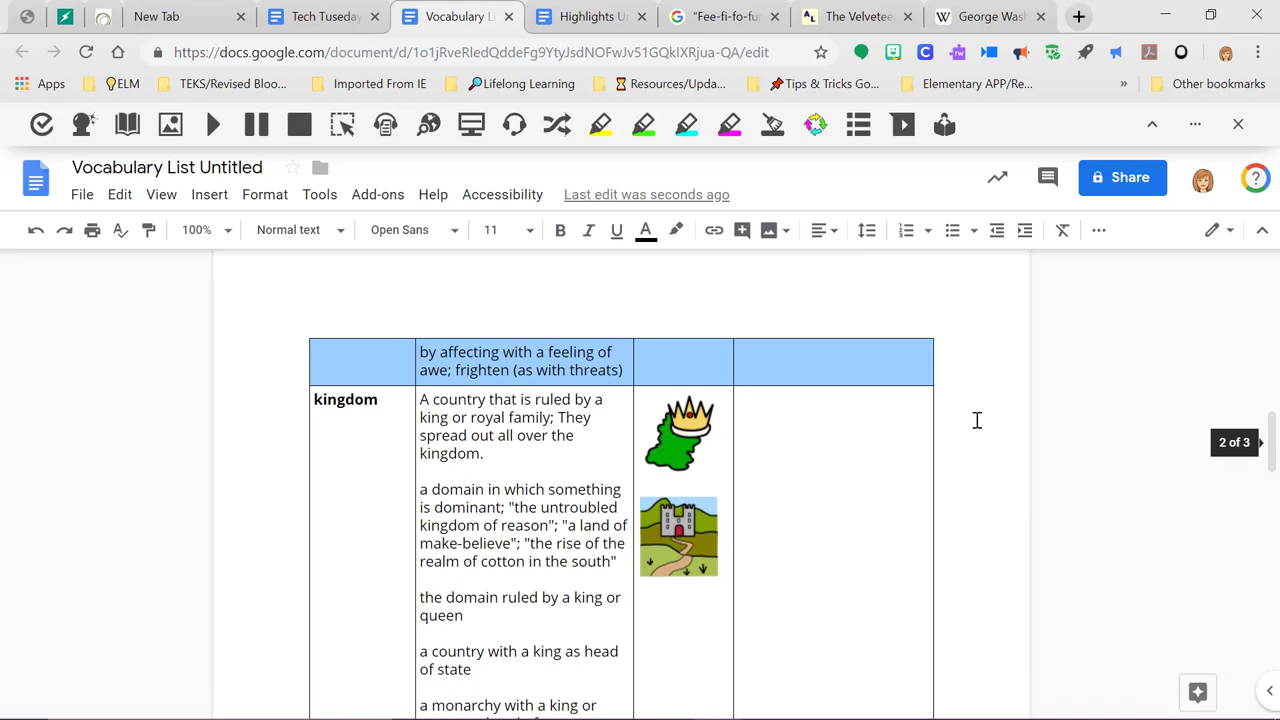 New Tab
Tech Tuseday
Vocabulary List
Highlights U
"Fee-fi-fo-fu
The Velvetee
George Wash
https://docs.google.com/document/d/1o1jRveRledQddeFg9YtyJsdNOFwJv51GQkIXRjua-QA/edit
Apps
ELM
TEKS/Revised Bloo...
Imported From IE
Lifelong Learning
Resources/Upda...
Tips & Tricks Go...
Elementary APP/Re...
»
Other bookmarks
Vocabulary List Untitled
Share
File Edit View Insert Format Tools Add-ons Help Accessibility Last edit was seconds ago
100% Normal text Open Sans 11 B I U A
by affecting with a feeling of
awe; frighten (as with threats)
kingdom
A country that is ruled by a
king or royal family; They
spread out all over the
kingdom.
a domain in which something
is dominant; "the untroubled
kingdom of reason"; "a land of
make-believe"; "the rise of the
realm of cotton in the south"
the domain ruled by a king or
queen
a country with a king as head
of state
a monarchy with a king or
2 of 3